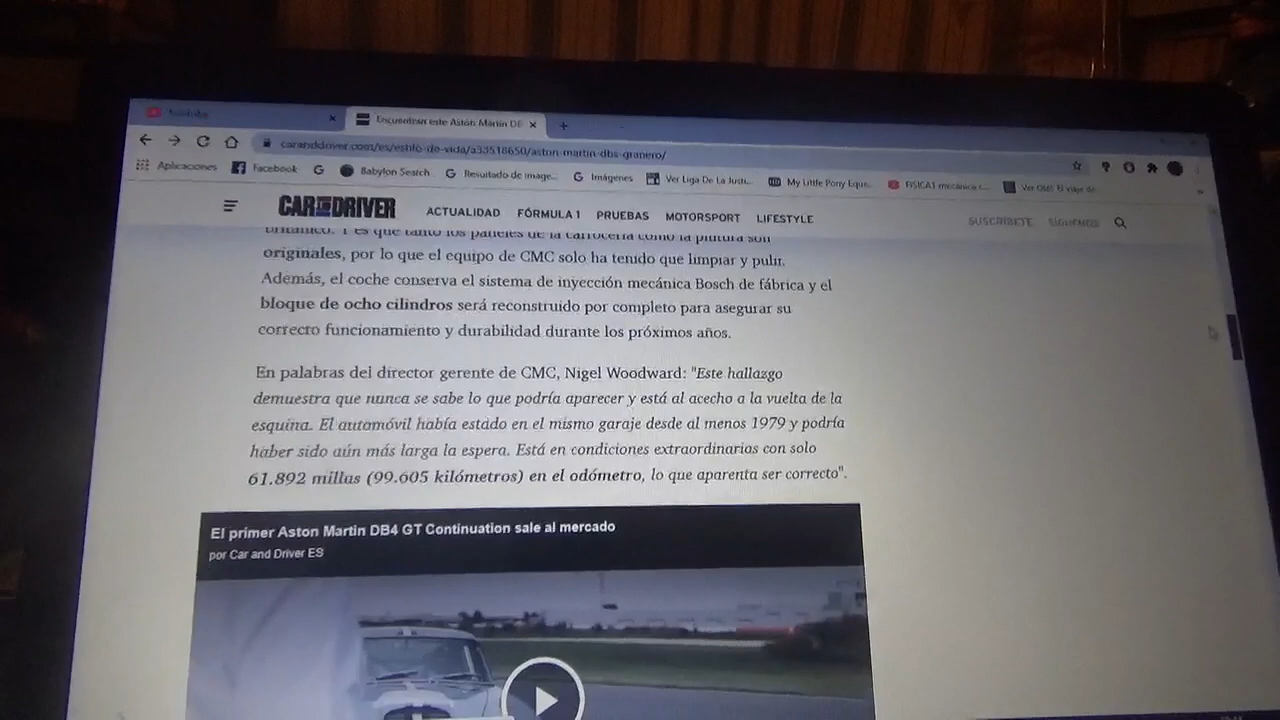 Youtube
Encuentran este Aston Martin DB
caranddriver.com/es/estilo-de-vida/a33518650/aston-martin-dbs-granero/
Aplicaciones Facebook Babylon Search Resultado de image... Imágenes Ver Liga De La Justi... My Little Pony Eque... FISICA1 mecánica c... Ver Olé! El viaje de
CAR AND DRIVER ACTUALIDAD FÓRMULA 1 PRUEBAS MOTORSPORT LIFESTYLE SUSCRÍBETE SÍGUENOS
británico. Y es que tanto los paneles de la carrocería como la pintura son
originales, por lo que el equipo de CMC solo ha tenido que limpiar y pulir.
Además, el coche conserva el sistema de inyección mecánica Bosch de fábrica y el
bloque de ocho cilindros será reconstruido por completo para asegurar su
correcto funcionamiento y durabilidad durante los próximos años.
En palabras del director gerente de CMC, Nigel Woodward: "Este hallazgo
demuestra que nunca se sabe lo que podría aparecer y está al acecho a la vuelta de la
esquina. El automóvil había estado en el mismo garaje desde al menos 1979 y podría
haber sido aún más larga la espera. Está en condiciones extraordinarias con solo
61.892 millas (99.605 kilómetros) en el odómetro, lo que aparenta ser correcto".
El primer Aston Martin DB4 GT Continuation sale al mercado
por Car and Driver ES